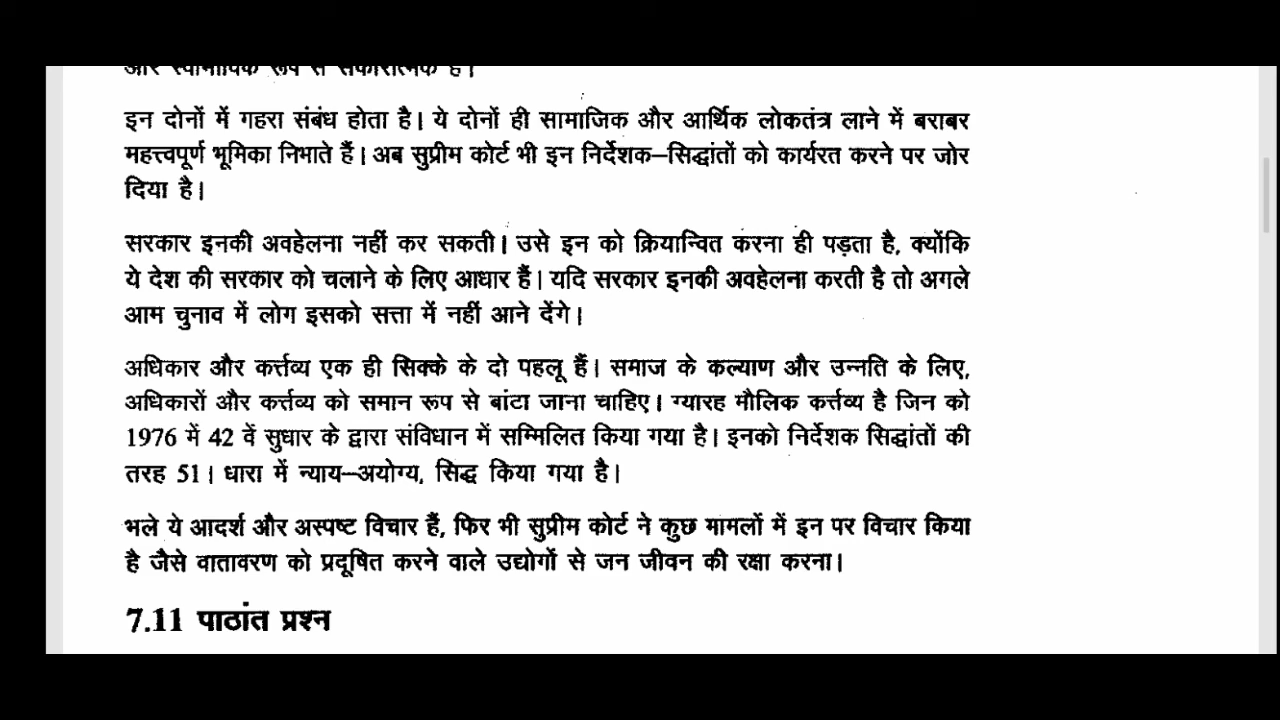 और स्वाभाविक रूप से सकारात्मक हैं।
इन दोनों में गहरा संबंध होता है। ये दोनों ही सामाजिक और आर्थिक लोकतंत्र लाने में बराबर
महत्त्वपूर्ण भूमिका निभाते हैं। अब सुप्रीम कोर्ट भी इन निर्देशक–सिद्धांतों को कार्यरत करने पर जोर
दिया है।
सरकार इनकी अवहेलना नहीं कर सकती। उसे इन को क्रियान्वित करना ही पड़ता है, क्योंकि
ये देश की सरकार को चलाने के लिए आधार हैं। यदि सरकार इनकी अवहेलना करती है तो अगले
आम चुनाव में लोग इसको सत्ता में नहीं आने देंगे।
अधिकार और कर्त्तव्य एक ही सिक्के के दो पहलू हैं। समाज के कल्याण और उन्नति के लिए,
अधिकारों और कर्त्तव्य को समान रूप से बांटा जाना चाहिए। ग्यारह मौलिक कर्त्तव्य है जिन को
1976 में 42 वें सुधार के द्वारा संविधान में सम्मिलित किया गया है। इनको निर्देशक सिद्धांतों की
तरह 51। धारा में न्याय–अयोग्य, सिद्ध किया गया है।
भले ये आदर्श और अस्पष्ट विचार हैं, फिर भी सुप्रीम कोर्ट ने कुछ मामलों में इन पर विचार किया
है जैसे वातावरण को प्रदूषित करने वाले उद्योगों से जन जीवन की रक्षा करना।
7.11 पाठांत प्रश्न